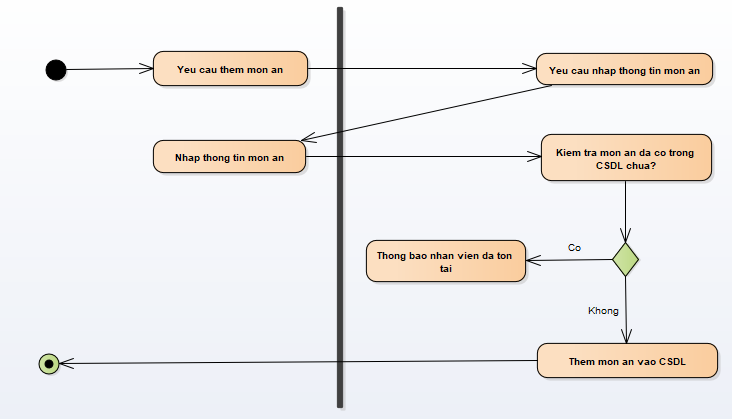 Yeu cau them mon an
Yeu cau nhap thong tin mon an
Nhap thong tin mon an
Kiem tra mon an da co trong
CSDL chua?
Co
Thong bao nhan vien da ton
tai
Khong
Them mon an vao CSDL